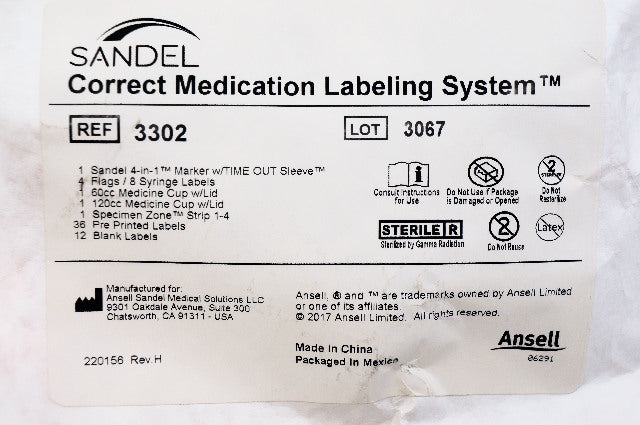 SANDEL
Correct Medication Labeling System™
REF 3302
LOT 3067
1 Sandel 4-in-1™ Marker w/TIME OUT Sleeve™
4 Flags / 8 Syringe Labels
1 60cc Medicine Cup w/Lid
1 120cc Medicine Cup w/Lid
1 Specimen Zone™ Strip 1-4
36 Pre Printed Labels
12 Blank Labels
Consult Instructions
for Use
Do Not Use if Package
is Damaged or Opened
2
STERILIZE
Do Not
Resterilize
STERILE R
Sterilized by Gamma Radiation
2
Do Not Reuse
Latex
Manufactured for:
Ansell Sandel Medical Solutions LLC
9301 Oakdale Avenue, Suite 300
Chatsworth, CA 91311 - USA
Ansell, ® and ™ are trademarks owned by Ansell Limited
or one of its affiliates.
© 2017 Ansell Limited. All rights reserved.
220156 Rev.H
Made in China
Packaged in Mexico
Ansell
06291